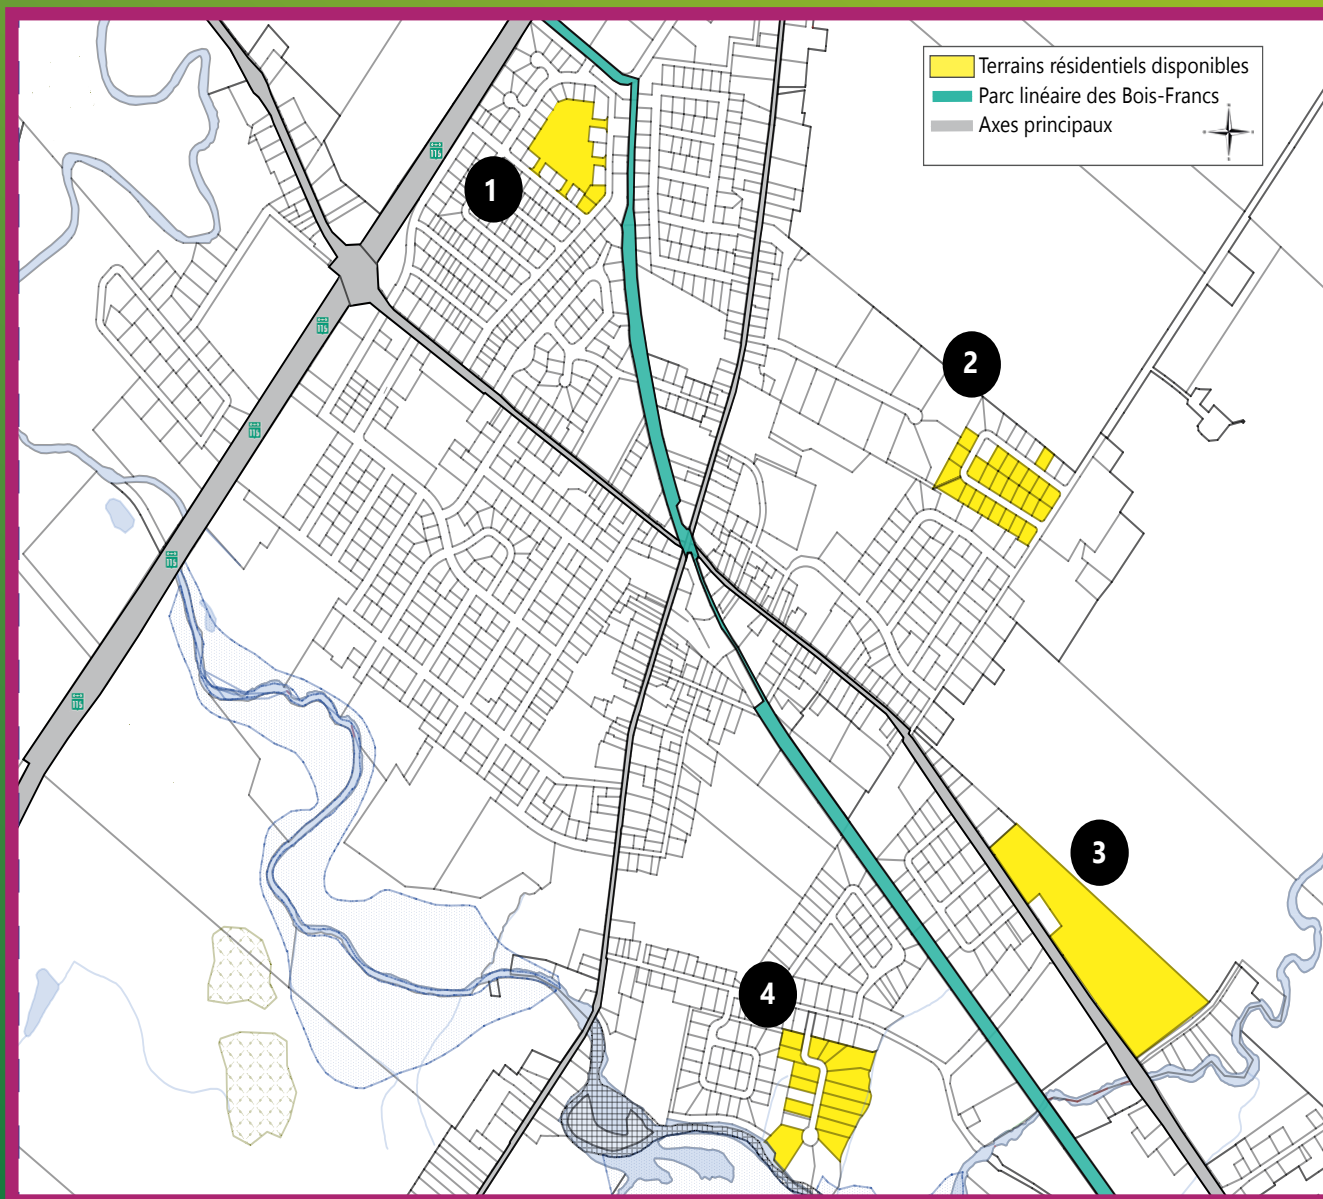 Terrains résidentiels disponibles
Parc linéaire des Bois-Francs
Axes principaux
1
2
3
4